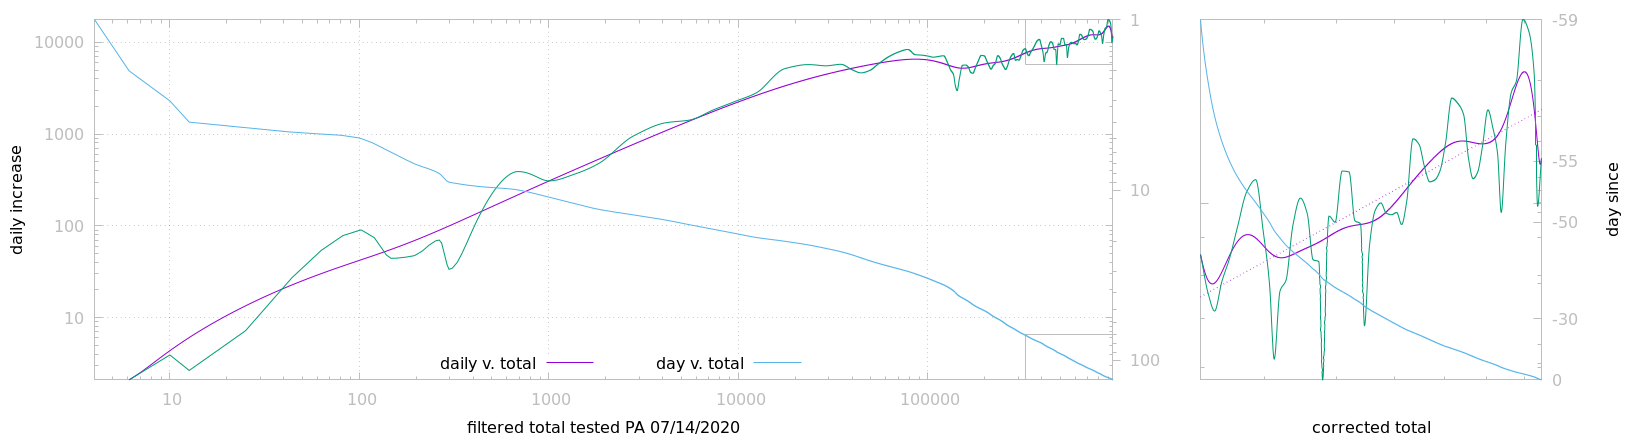 10000
1000
100
10
daily increase
10
100
1000
10000
100000
filtered total tested PA 07/14/2020
daily v. total
day v. total
1
10
100
-59
-55
-50
-30
0
day since
corrected total